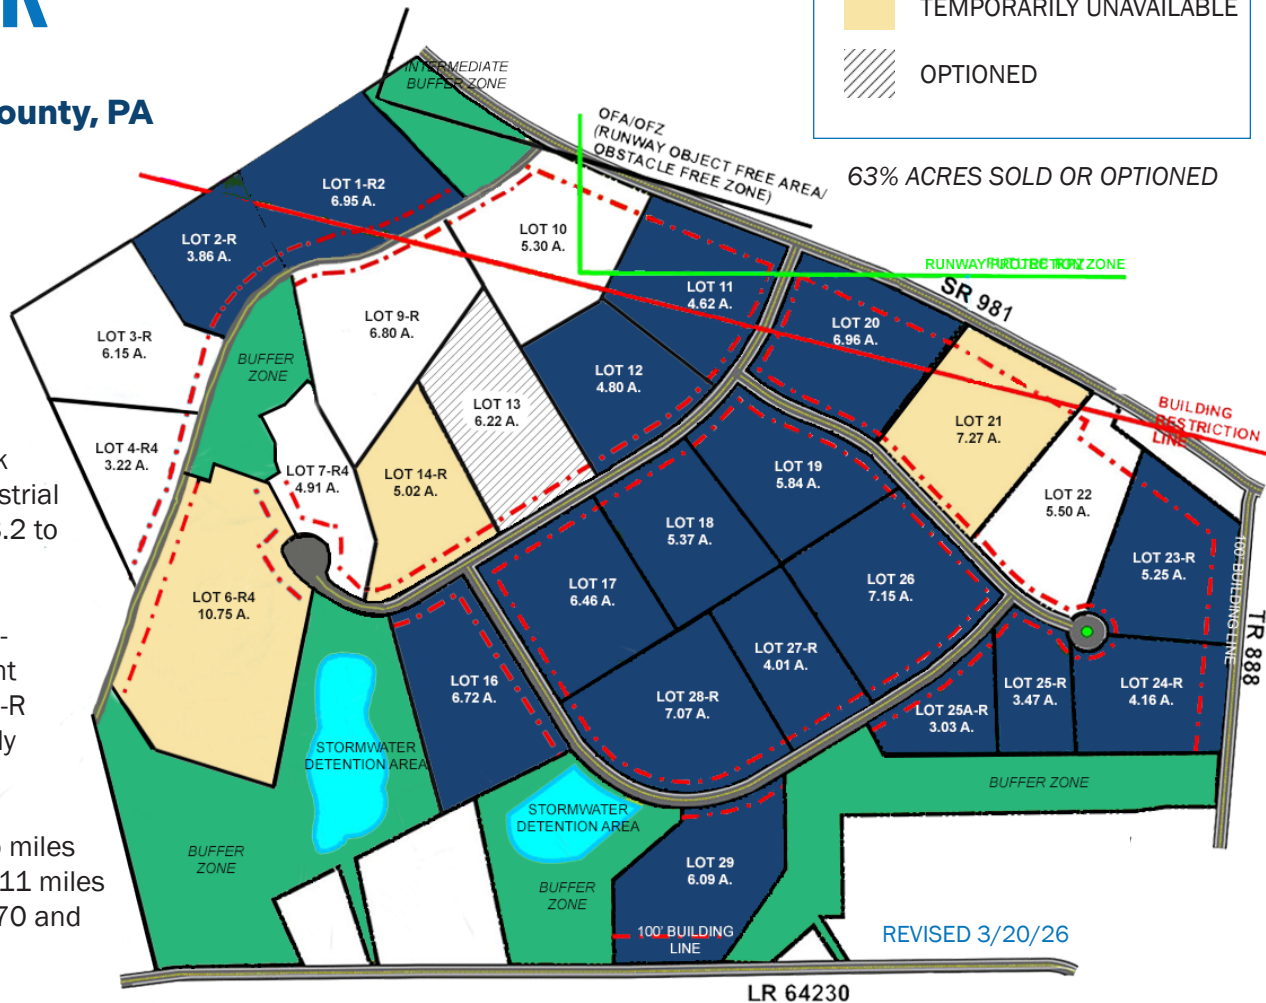 R
TEMPORARILY UNAVAILABLE
OPTIONED
ounty, PA
63% ACRES SOLD OR OPTIONED
INTERMEDIATE
BUFFER ZONE
OFA/OFZ
(RUNWAY OBJECT FREE AREA/
OBSTACLE FREE ZONE)
RUNWAY PROTECTION ZONE
SR 981
BUILDING
RESTRICTION
LINE
LOT 1-R2
6.95 A.
LOT 2-R
3.86 A.
LOT 10
5.30 A.
LOT 11
4.62 A.
LOT 20
6.96 A.
LOT 3-R
6.15 A.
LOT 9-R
6.80 A.
BUFFER
ZONE
LOT 12
4.80 A.
LOT 13
6.22 A.
LOT 21
7.27 A.
LOT 4-R4
3.22 A.
LOT 7-R4
4.91 A.
LOT 14-R
5.02 A.
LOT 19
5.84 A.
LOT 22
5.50 A.
LOT 18
5.37 A.
LOT 23-R
5.25 A.
100' BUILDING LINE
TR 888
k
strial
3.2 to
LOT 6-R4
10.75 A.
LOT 17
6.46 A.
LOT 26
7.15 A.
-
nt
-R
ly
LOT 16
6.72 A.
LOT 27-R
4.01 A.
LOT 28-R
7.07 A.
LOT 25A-R
3.03 A.
LOT 25-R
3.47 A.
LOT 24-R
4.16 A.
STORMWATER
DETENTION AREA
BUFFER ZONE
STORMWATER
DETENTION AREA
BUFFER
ZONE
LOT 29
6.09 A.
BUFFER
ZONE
miles
11 miles
70 and
100' BUILDING
LINE
REVISED 3/20/26
LR 64230